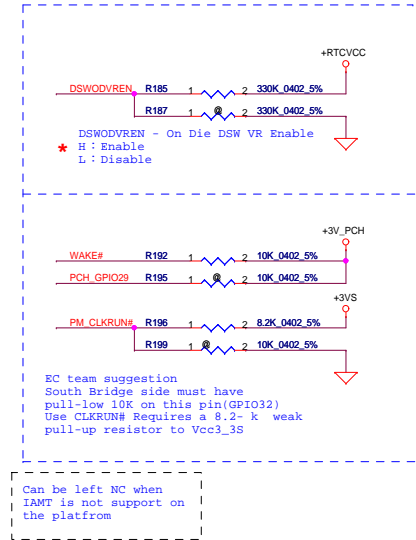 +RTCVCC
DSWODVREN R185 1 2 330K_0402_5%
R187 1 @ 2 330K_0402_5%
DSWODVREN - On Die DSW VR Enable
* H：Enable
L：Disable
+3V_PCH
WAKE# R192 1 2 10K_0402_5%
PCH_GPIO29 R195 1 @ 2 10K_0402_5%
+3VS
PM_CLKRUN# R196 1 2 8.2K_0402_5%
R199 1 @ 2 10K_0402_5%
EC team suggestion
South Bridge side must have
pull-low 10K on this pin(GPIO32)
Use CLKRUN# Requires a 8.2- k weak
pull-up resistor to Vcc3_3S
Can be left NC when
IAMT is not support on
the platfrom